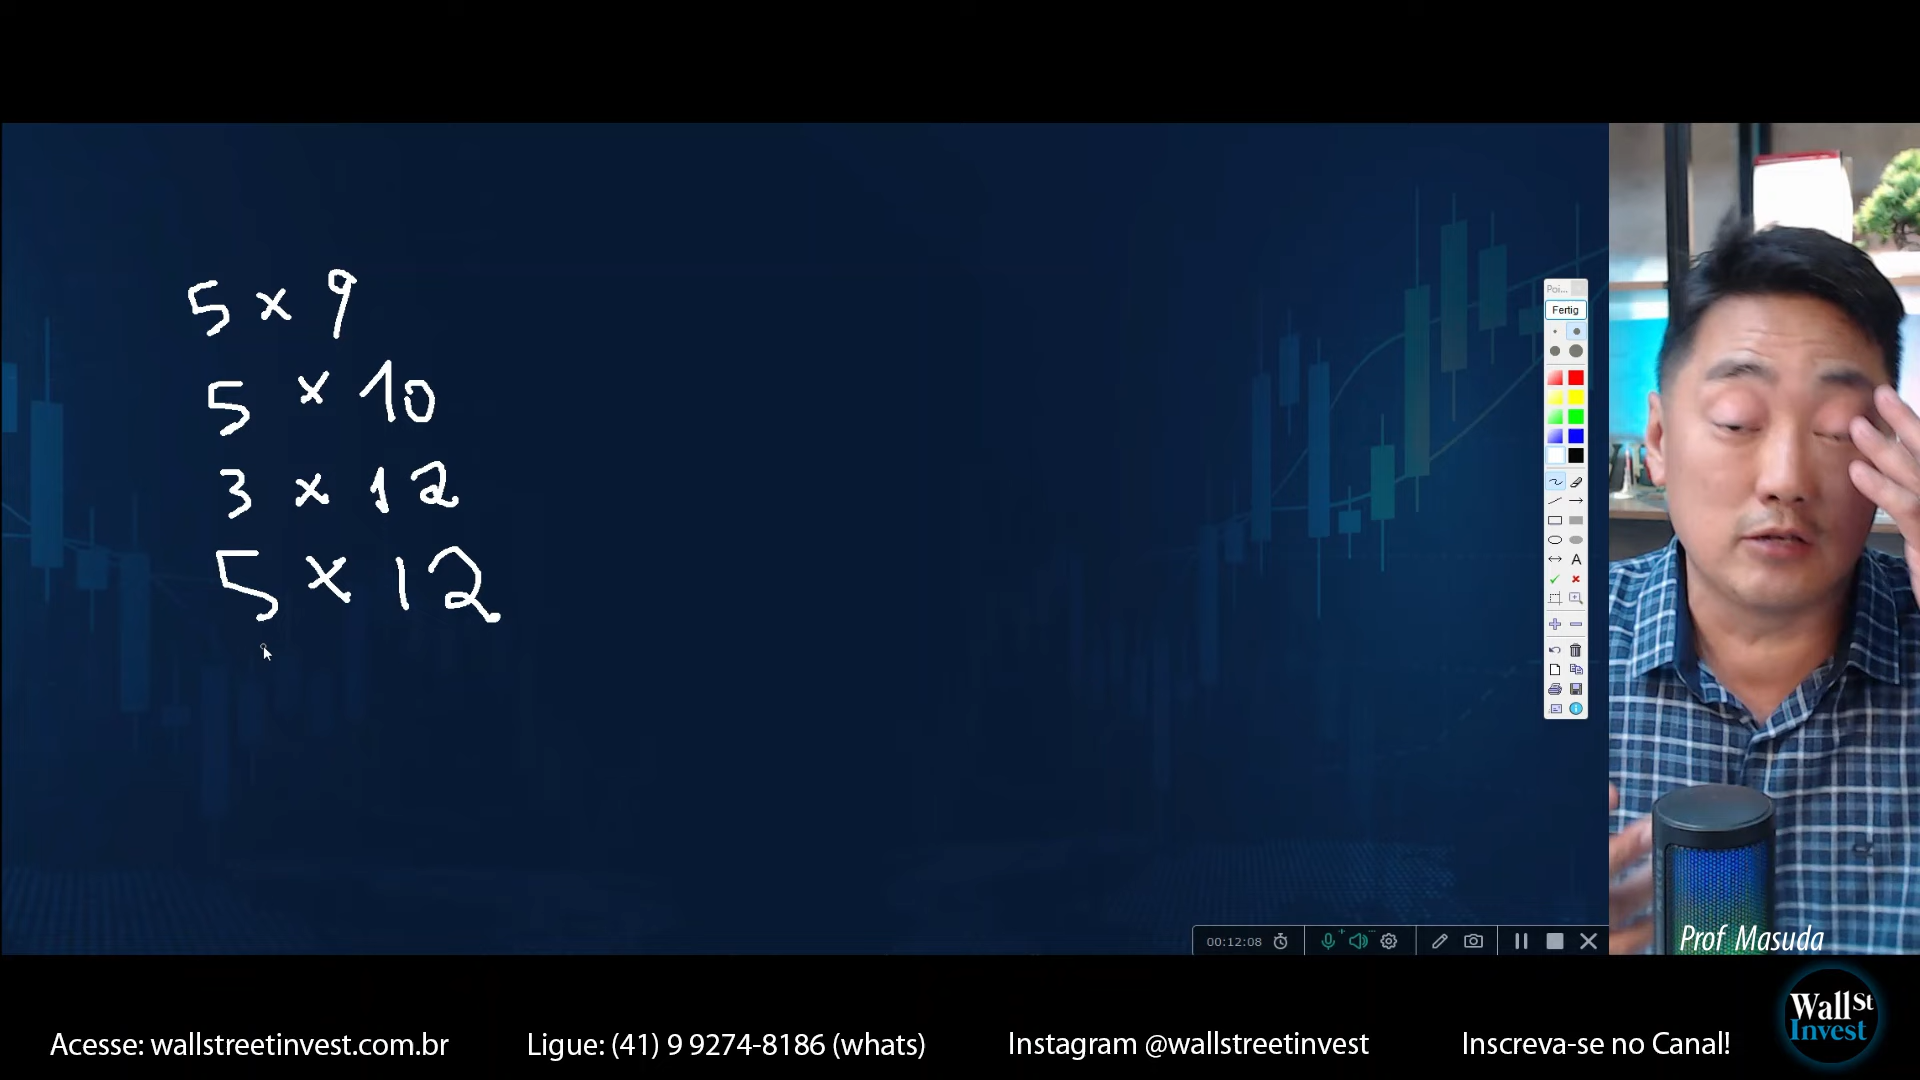 5 x 9
5 x 10
3 x 12
5 x 12
Poi...
Fertig
A
00:12:08
Prof Masuda
Wall St
Invest
Acesse: wallstreetinvest.com.br
Ligue: (41) 9 9274-8186 (whats)
Instagram @wallstreetinvest
Inscreva-se no Canal!